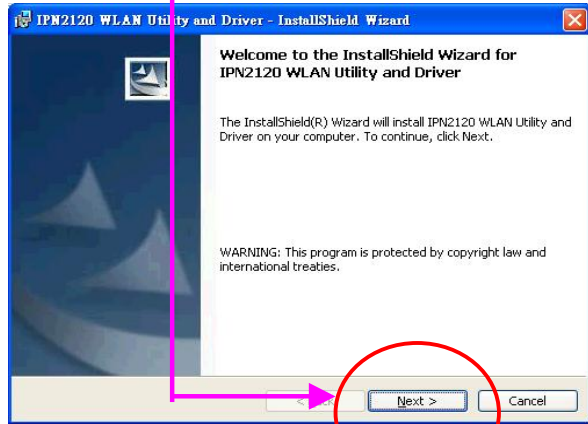 IPN2120 WLAN Utility and Driver - InstallShield Wizard
Welcome to the InstallShield Wizard for
IPN2120 WLAN Utility and Driver
The InstallShield(R) Wizard will install IPN2120 WLAN Utility and
Driver on your computer. To continue, click Next.
WARNING: This program is protected by copyright law and
international treaties.
Next > Cancel